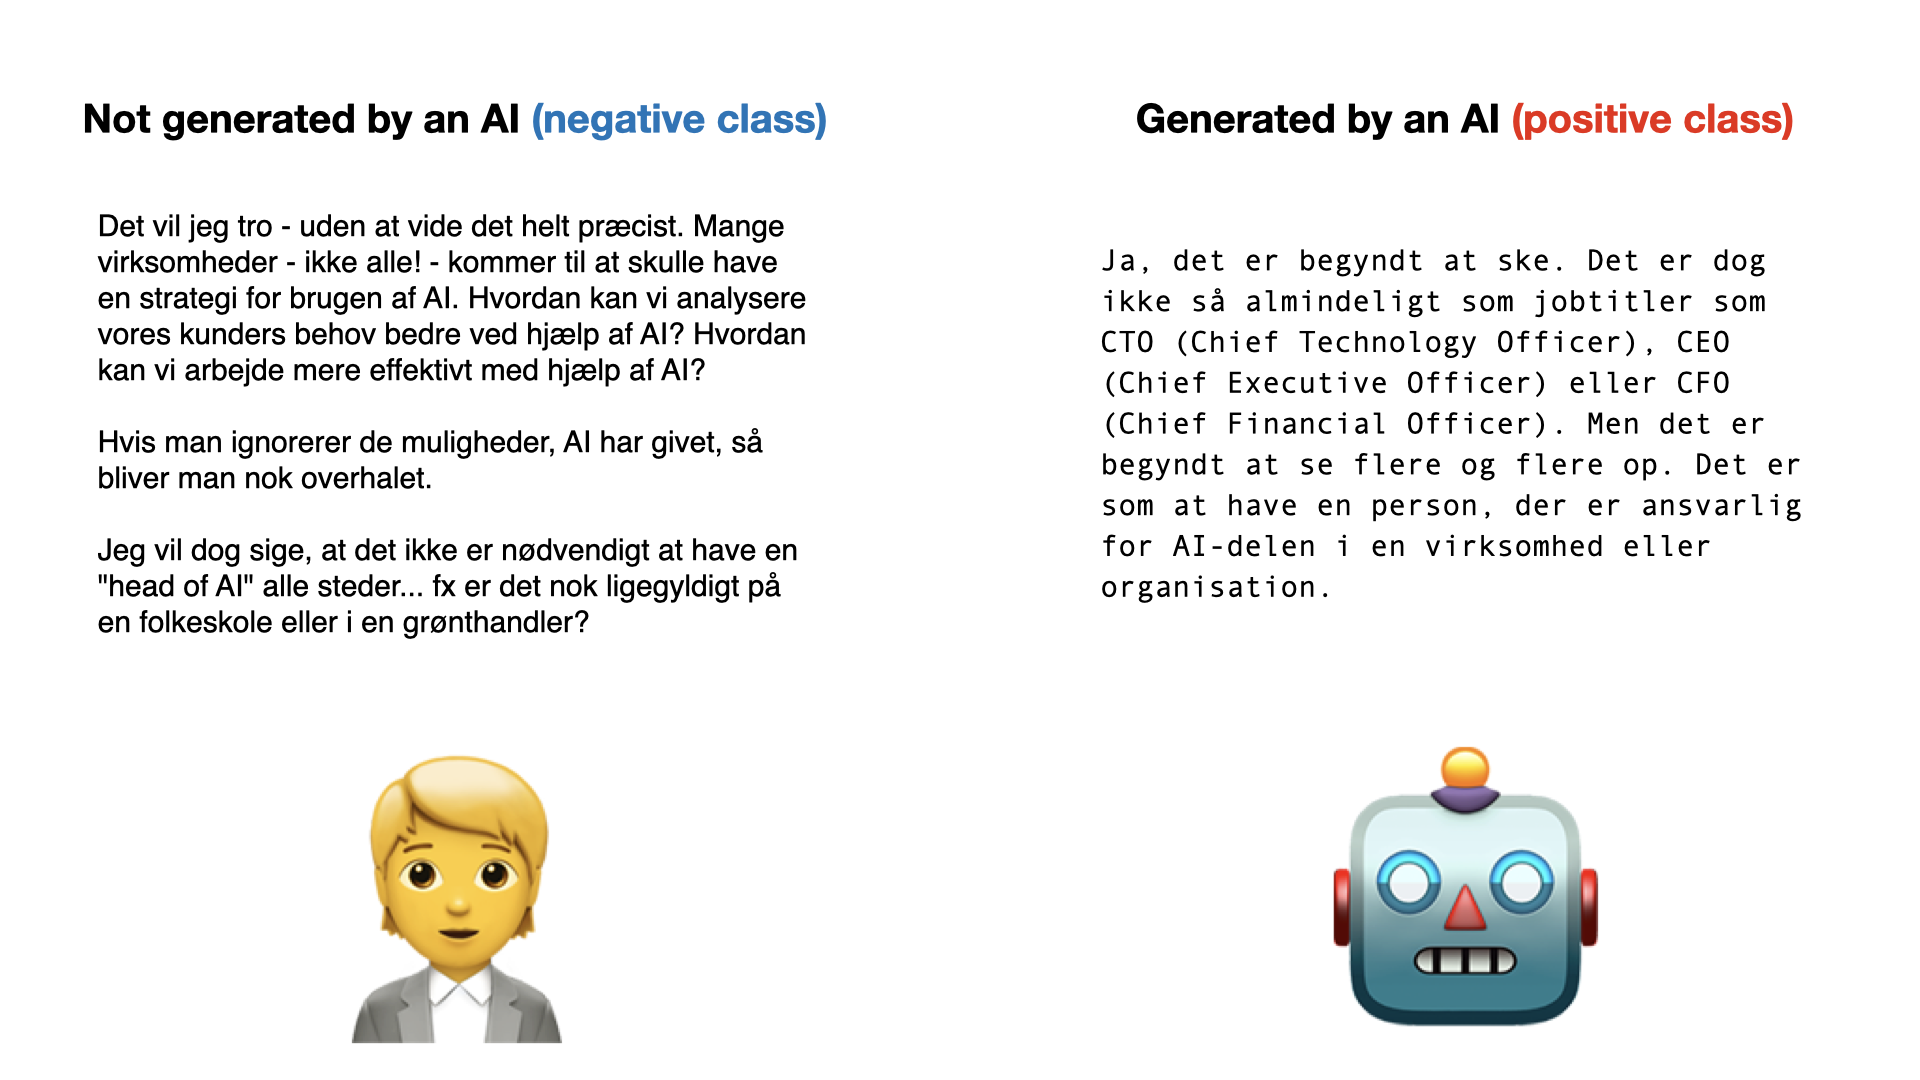 Not generated by an AI (negative class)
Det vil jeg tro - uden at vide det helt præcist. Mange
virksomheder - ikke alle! - kommer til at skulle have
en strategi for brugen af AI. Hvordan kan vi analysere
vores kunders behov bedre ved hjælp af AI? Hvordan
kan vi arbejde mere effektivt med hjælp af AI?
Hvis man ignorerer de muligheder, AI har givet, så
bliver man nok overhalet.
Jeg vil dog sige, at det ikke er nødvendigt at have en
"head of AI" alle steder... fx er det nok ligegyldigt på
en folkeskole eller i en grønthandler?
Generated by an AI (positive class)
Ja, det er begyndt at ske. Det er dog
ikke så almindeligt som jobtitler som
CTO (Chief Technology Officer), CEO
(Chief Executive Officer) eller CFO
(Chief Financial Officer). Men det er
begyndt at se flere og flere op. Det er
som at have en person, der er ansvarlig
for AI-delen i en virksomhed eller
organisation.